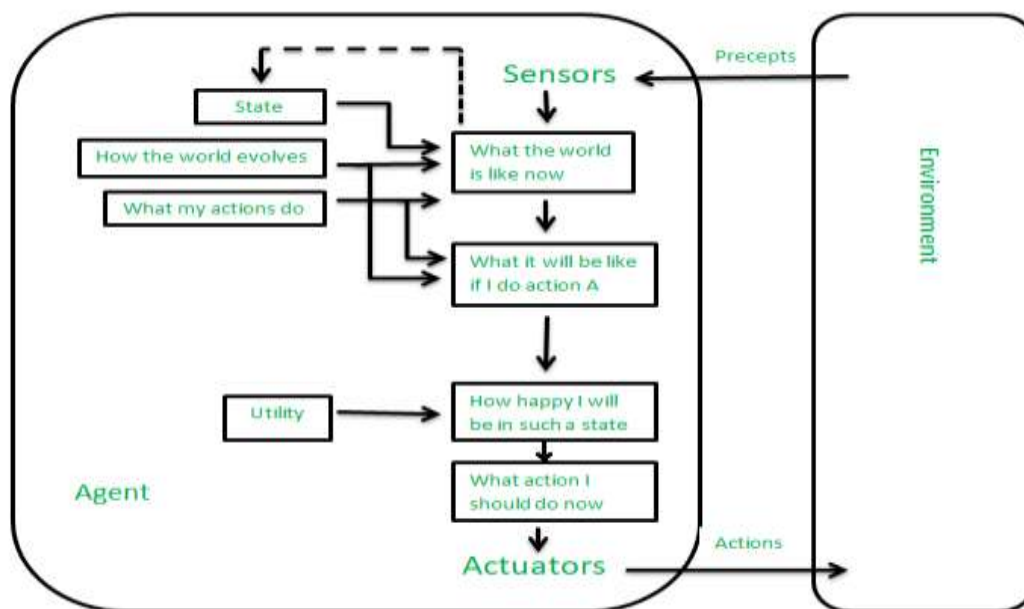 Precepts
Sensors
State
How the world evolves
What the world
is like now
What my actions do
What it will be like
if I do action A
Environment
Utility
How happy I will
be in such a state
What action I
should do now
Agent
Actuators
Actions